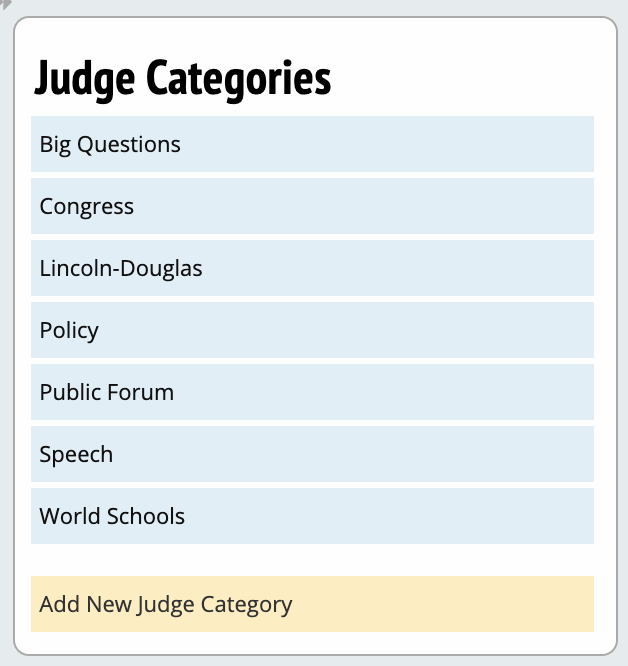 Judge Categories
Big Questions
Congress
Lincoln-Douglas
Policy
Public Forum
Speech
World Schools
Add New Judge Category